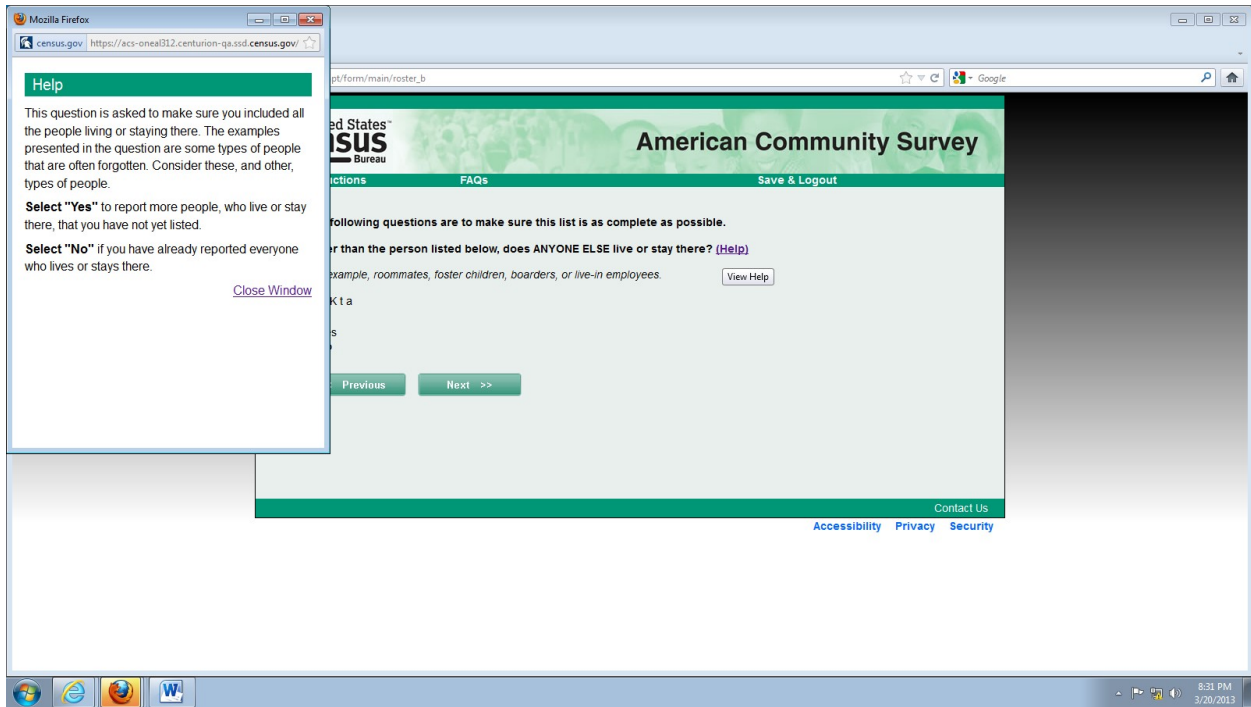 Mozilla Firefox
census.gov https://acs-oneal312.centurion-qa.ssd.census.gov/
Help
This question is asked to make sure you included all
the people living or staying there. The examples
presented in the question are some types of people
that are often forgotten. Consider these, and other,
types of people.
Select "Yes" to report more people, who live or stay
there, that you have not yet listed.
Select "No" if you have already reported everyone
who lives or stays there.
Close Window
pt/form/main/roster_b
Google
ed States
sus
Bureau
American Community Survey
ctions FAQs Save & Logout
following questions are to make sure this list is as complete as possible.
r than the person listed below, does ANYONE ELSE live or stay there? (Help)
example, roommates, foster children, boarders, or live-in employees.
View Help
K t a
s
Previous Next >>
Contact Us
Accessibility Privacy Security
8:31 PM
3/20/2013